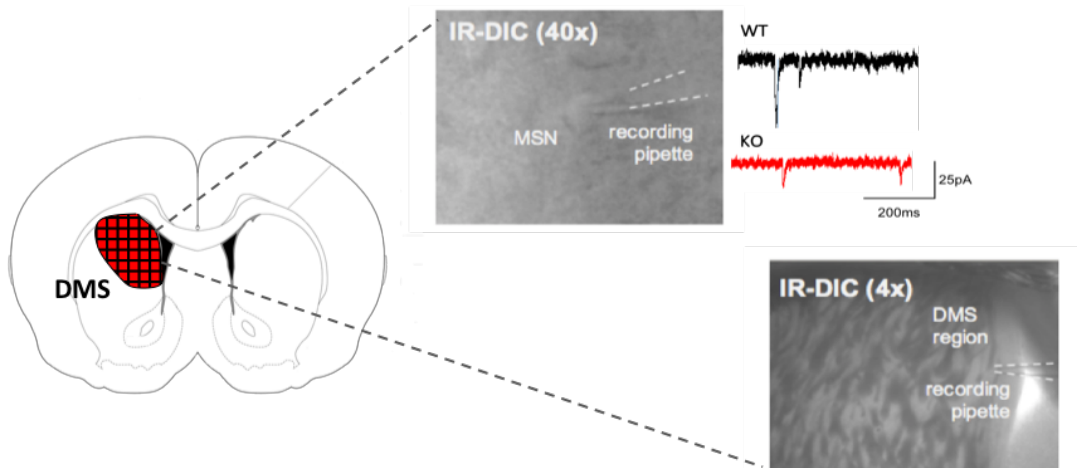 IR-DIC (40x)
MSN
recording
pipette
WT
KO
25pA
200ms
DMS
IR-DIC (4x)
DMS
region
recording
pipette